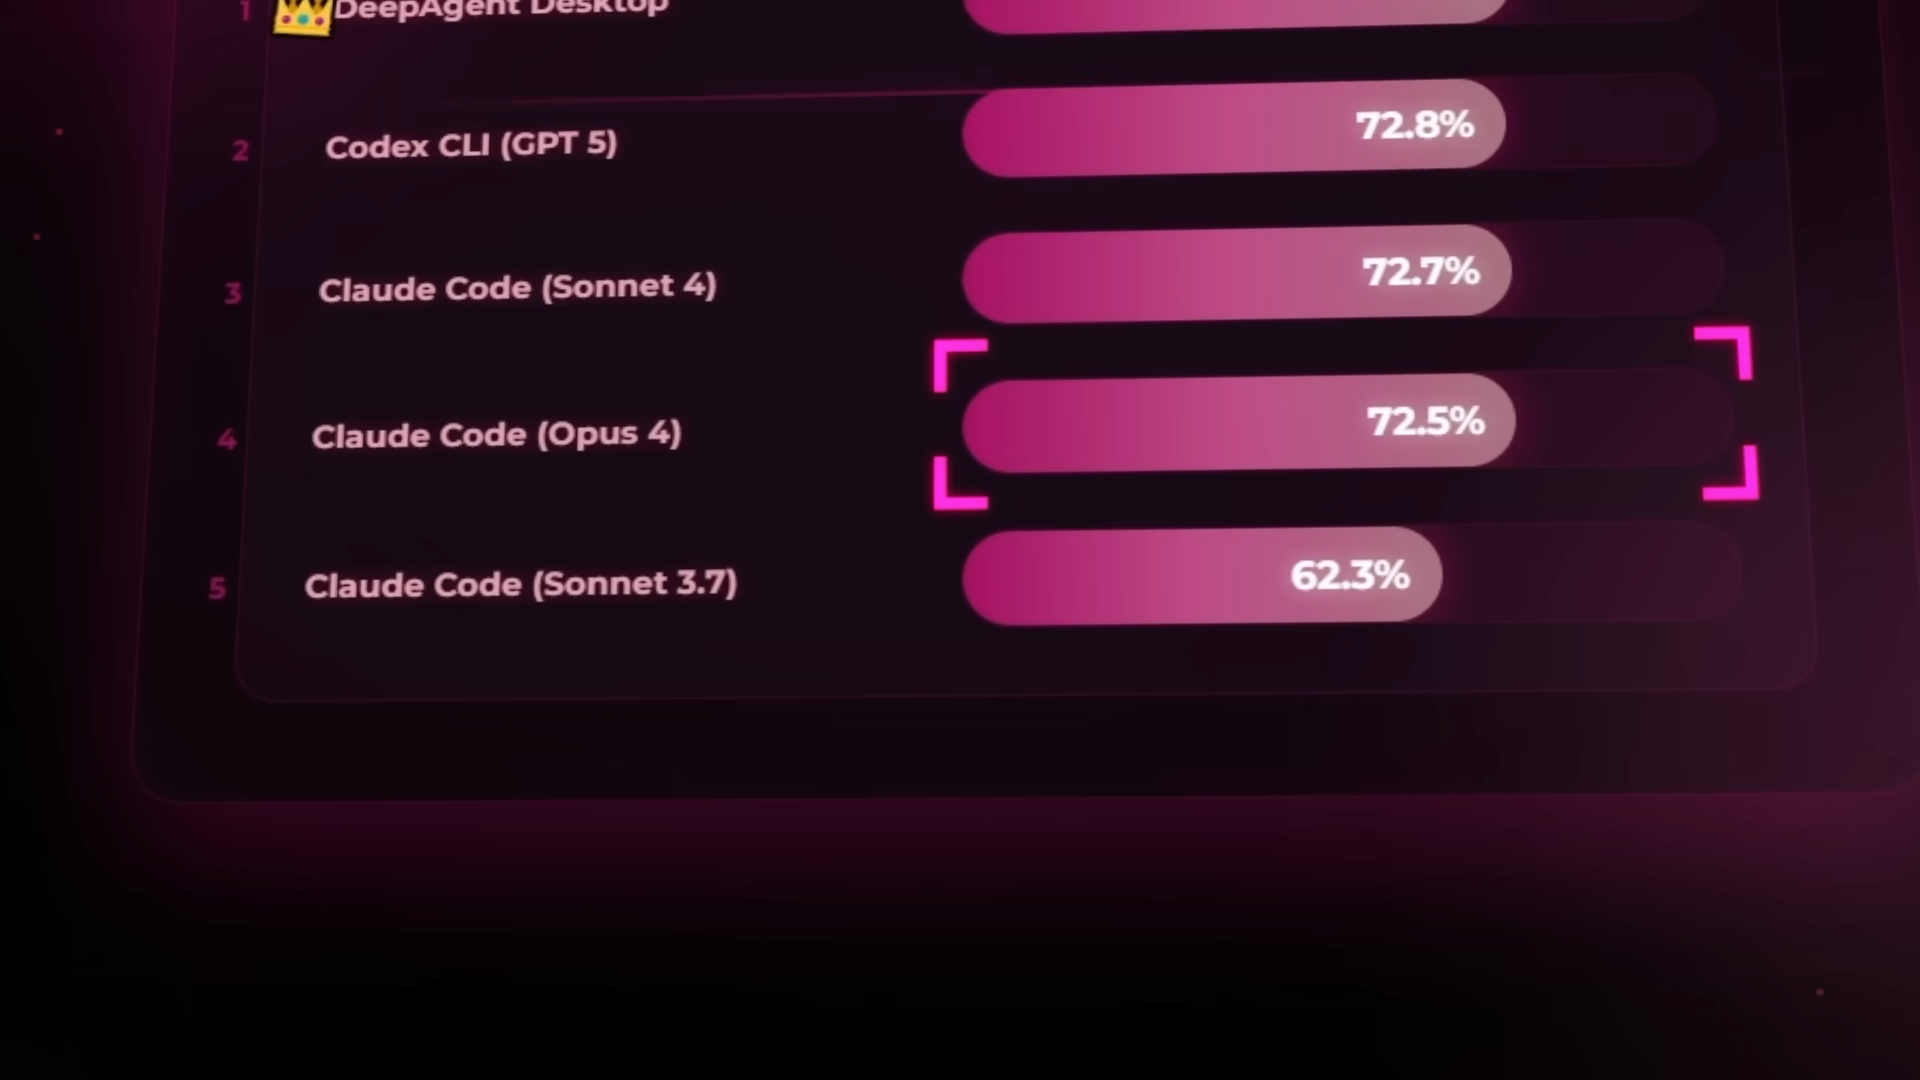 1 DeepAgent Desktop
2 Codex CLI (GPT 5) 72.8%
3 Claude Code (Sonnet 4) 72.7%
4 Claude Code (Opus 4) 72.5%
5 Claude Code (Sonnet 3.7) 62.3%